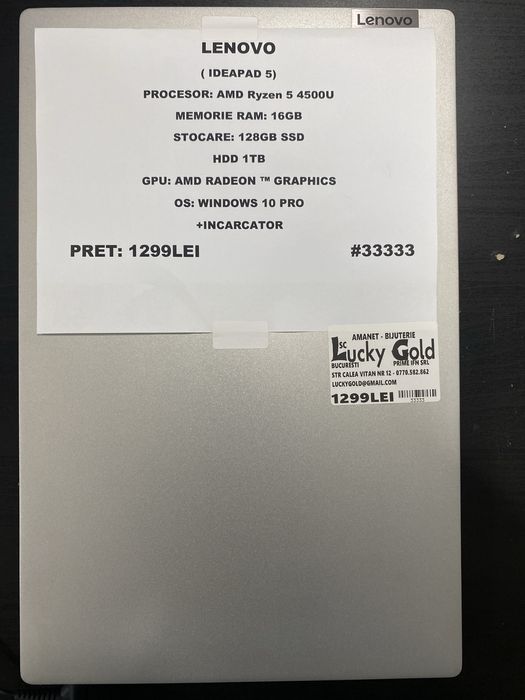 Lenovo
LENOVO
( IDEAPAD 5)
PROCESOR: AMD Ryzen 5 4500U
MEMORIE RAM: 16GB
STOCARE: 128GB SSD
HDD 1TB
GPU: AMD RADEON ™ GRAPHICS
OS: WINDOWS 10 PRO
+INCARCATOR
PRET: 1299LEI #33333
AMANET - BIJUTERIE
SC Lucky Gold
BUCURESTI PRIME IFN SRL
STR CALEA VITAN NR 12 - 0770.582.862
LUCKYGOLD@GMAIL.COM
1299LEI 33333